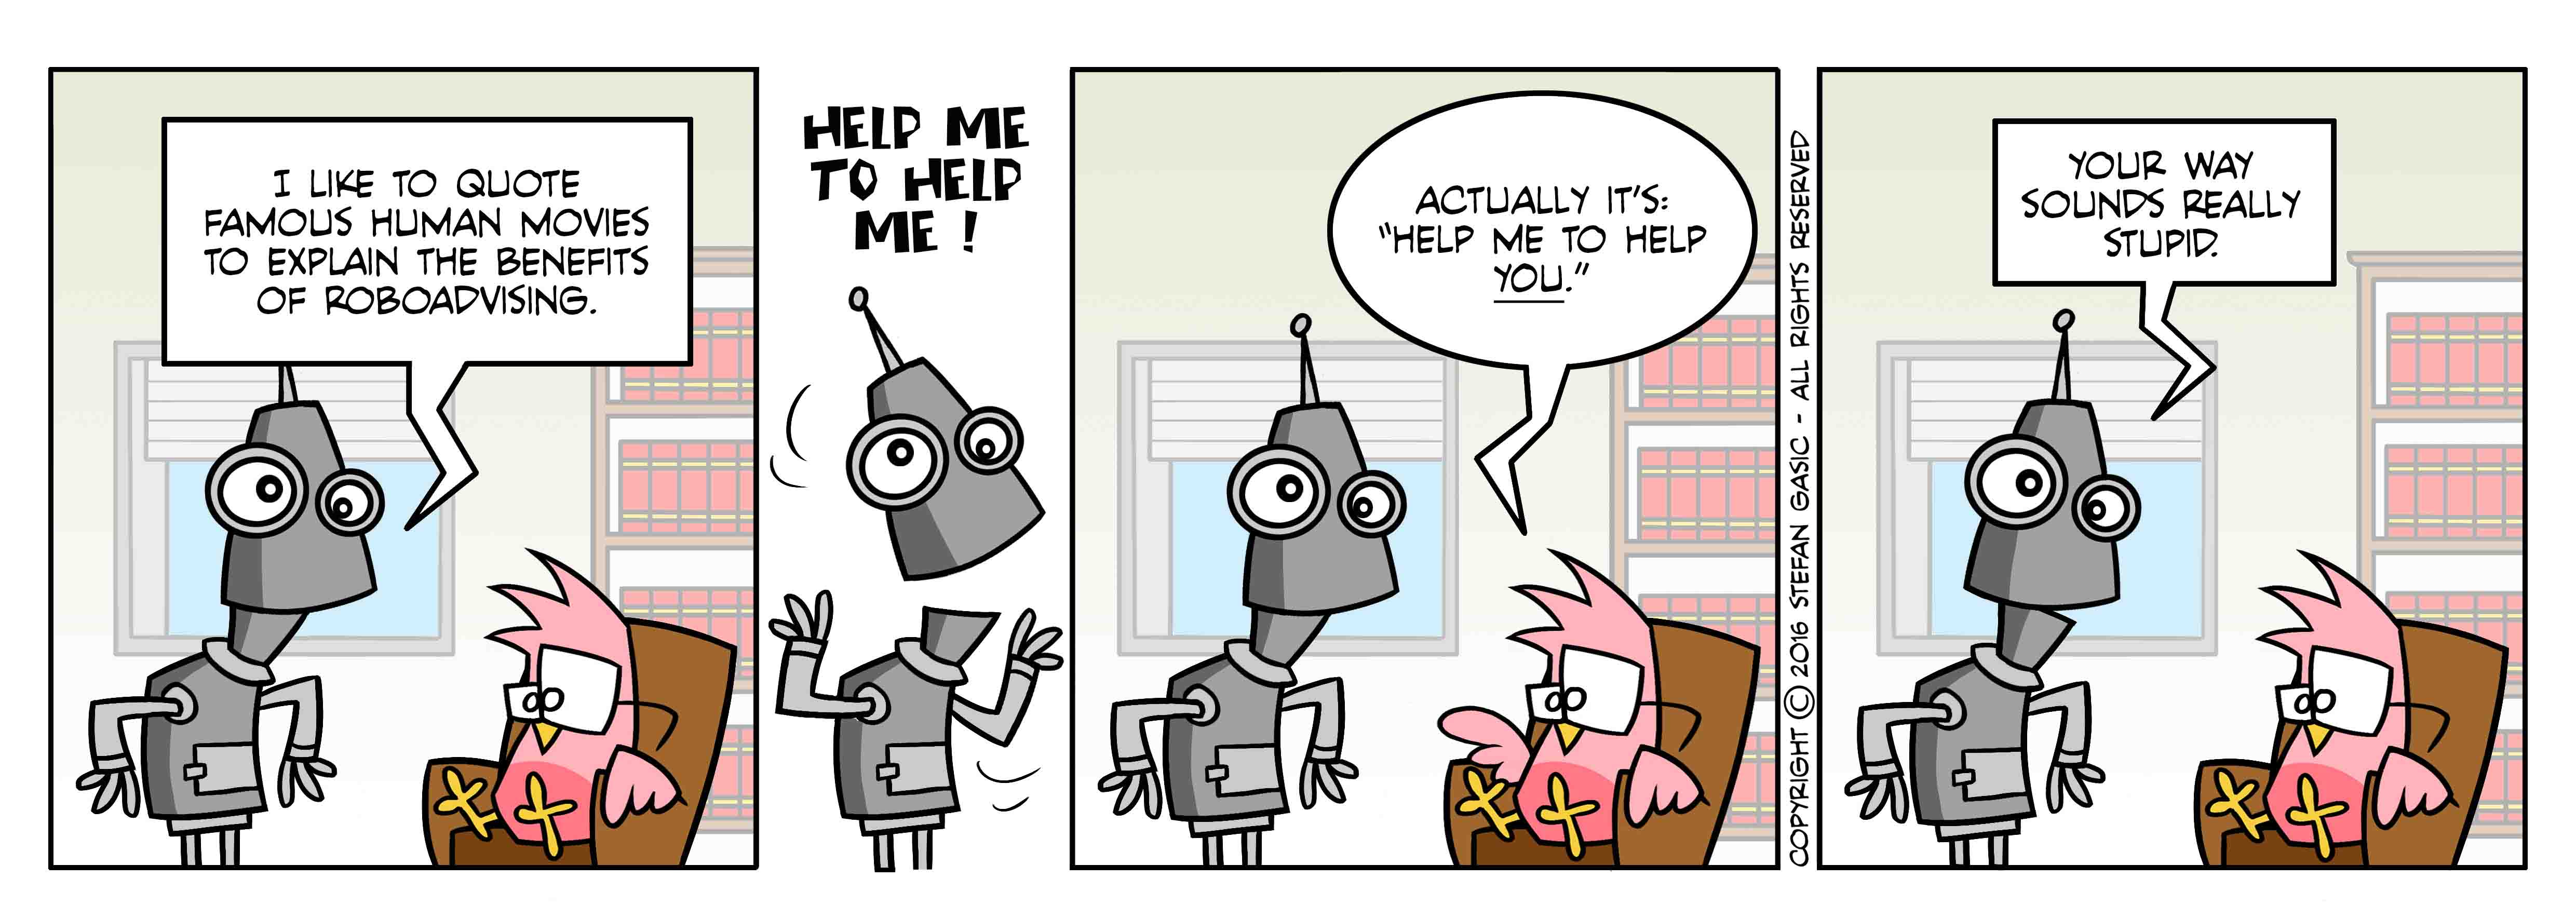 I LIKE TO QUOTE
FAMOUS HUMAN MOVIES
TO EXPLAIN THE BENEFITS
OF ROBOADVISING.
HELP ME
TO HELP
ME!
ACTUALLY IT'S:
"HELP ME TO HELP
YOU."
COPYRIGHT © 2016 STEFAN GASIC - ALL RIGHTS RESERVED
YOUR WAY
SOUNDS REALLY
STUPID.